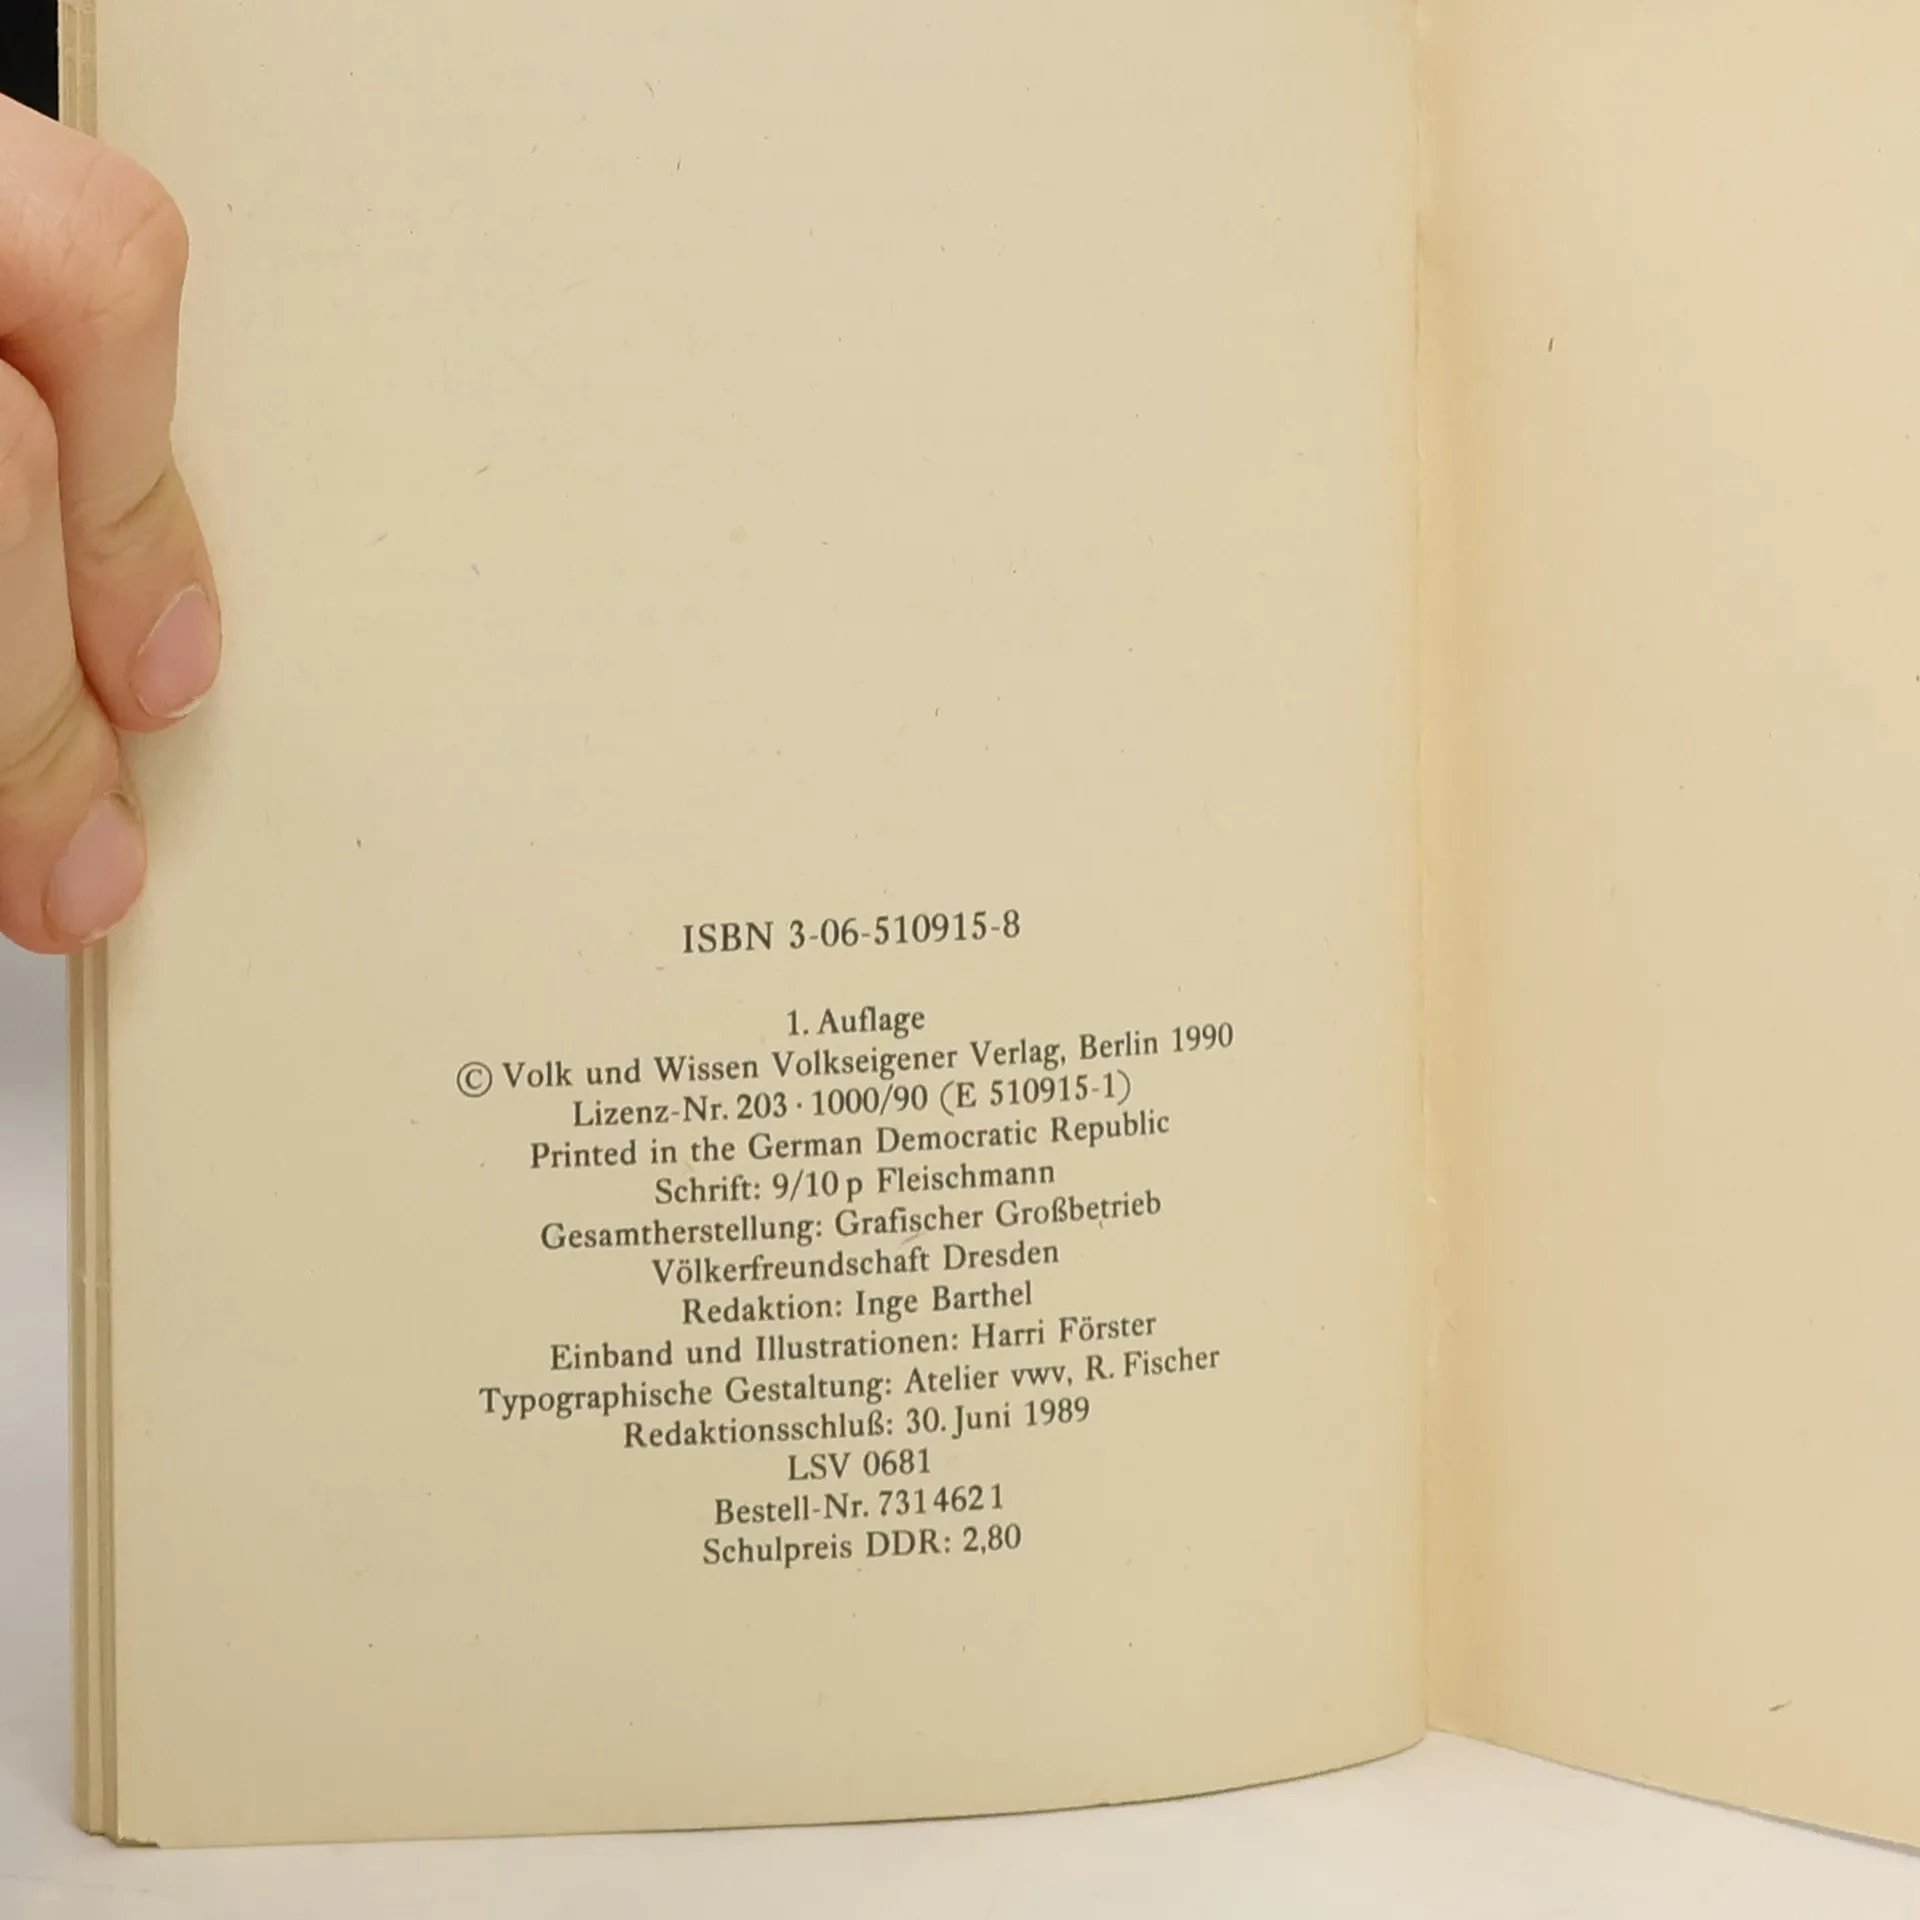 ISBN 3-06-510915-8
1. Auflage
© Volk und Wissen Volkseigener Verlag, Berlin 1990
Lizenz-Nr. 203 · 1000/90 (E 510915-1)
Printed in the German Democratic Republic
Schrift: 9/10 p Fleischmann
Gesamtherstellung: Grafischer Großbetrieb
Völkerfreundschaft Dresden
Redaktion: Inge Barthel
Einband und Illustrationen: Harri Förster
Typographische Gestaltung: Atelier vwv, R. Fischer
Redaktionsschluß: 30. Juni 1989
LSV 0681
Bestell-Nr. 731 462 1
Schulpreis DDR: 2,80